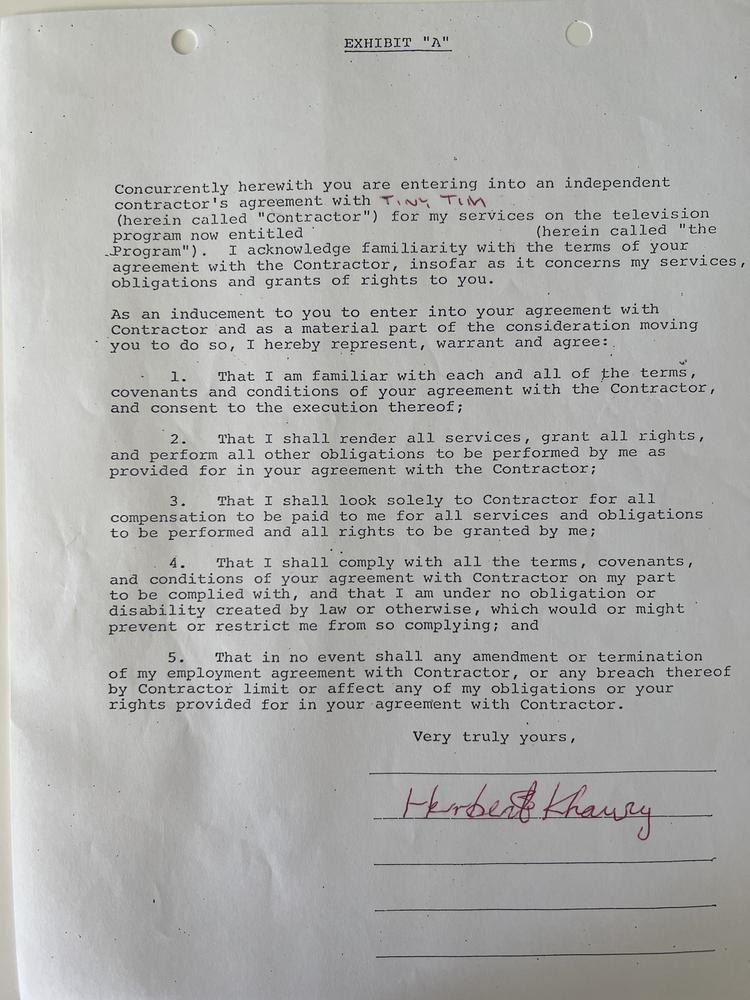 EXHIBIT "A"
Concurrently herewith you are entering into an independent
contractor's agreement with TINY TIM
(herein called "Contractor") for my services on the television
program now entitled (herein called "the
Program"). I acknowledge familiarity with the terms of your
agreement with the Contractor, insofar as it concerns my services,
obligations and grants of rights to you.
As an inducement to you to enter into your agreement with
Contractor and as a material part of the consideration moving
you to do so, I hereby represent, warrant and agree:
1. That I am familiar with each and all of the terms,
covenants and conditions of your agreement with the Contractor,
and consent to the execution thereof;
2. That I shall render all services, grant all rights,
and perform all other obligations to be performed by me as
provided for in your agreement with the Contractor;
3. That I shall look solely to Contractor for all
compensation to be paid to me for all services and obligations
to be performed and all rights to be granted by me;
4. That I shall comply with all the terms, covenants,
and conditions of your agreement with Contractor on my part
to be complied with, and that I am under no obligation or
disability created by law or otherwise, which would or might
prevent or restrict me from so complying; and
5. That in no event shall any amendment or termination
of my employment agreement with Contractor, or any breach thereof
by Contractor limit or affect any of my obligations or your
rights provided for in your agreement with Contractor.
Very truly yours,
Herbert Khaury